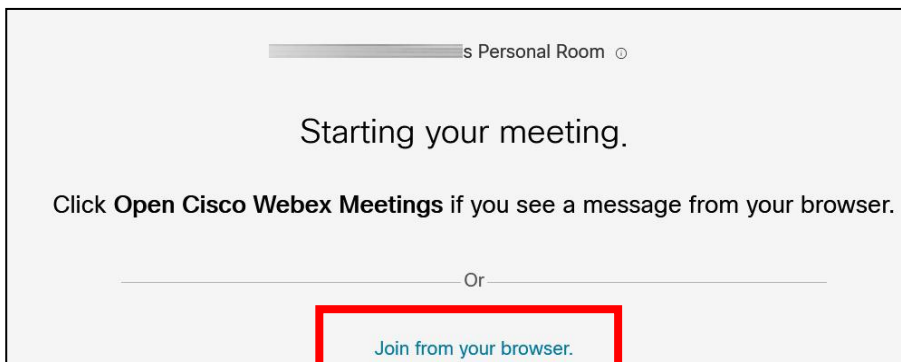 s Personal Room
Starting your meeting.
Click Open Cisco Webex Meetings if you see a message from your browser.
Or
Join from your browser.